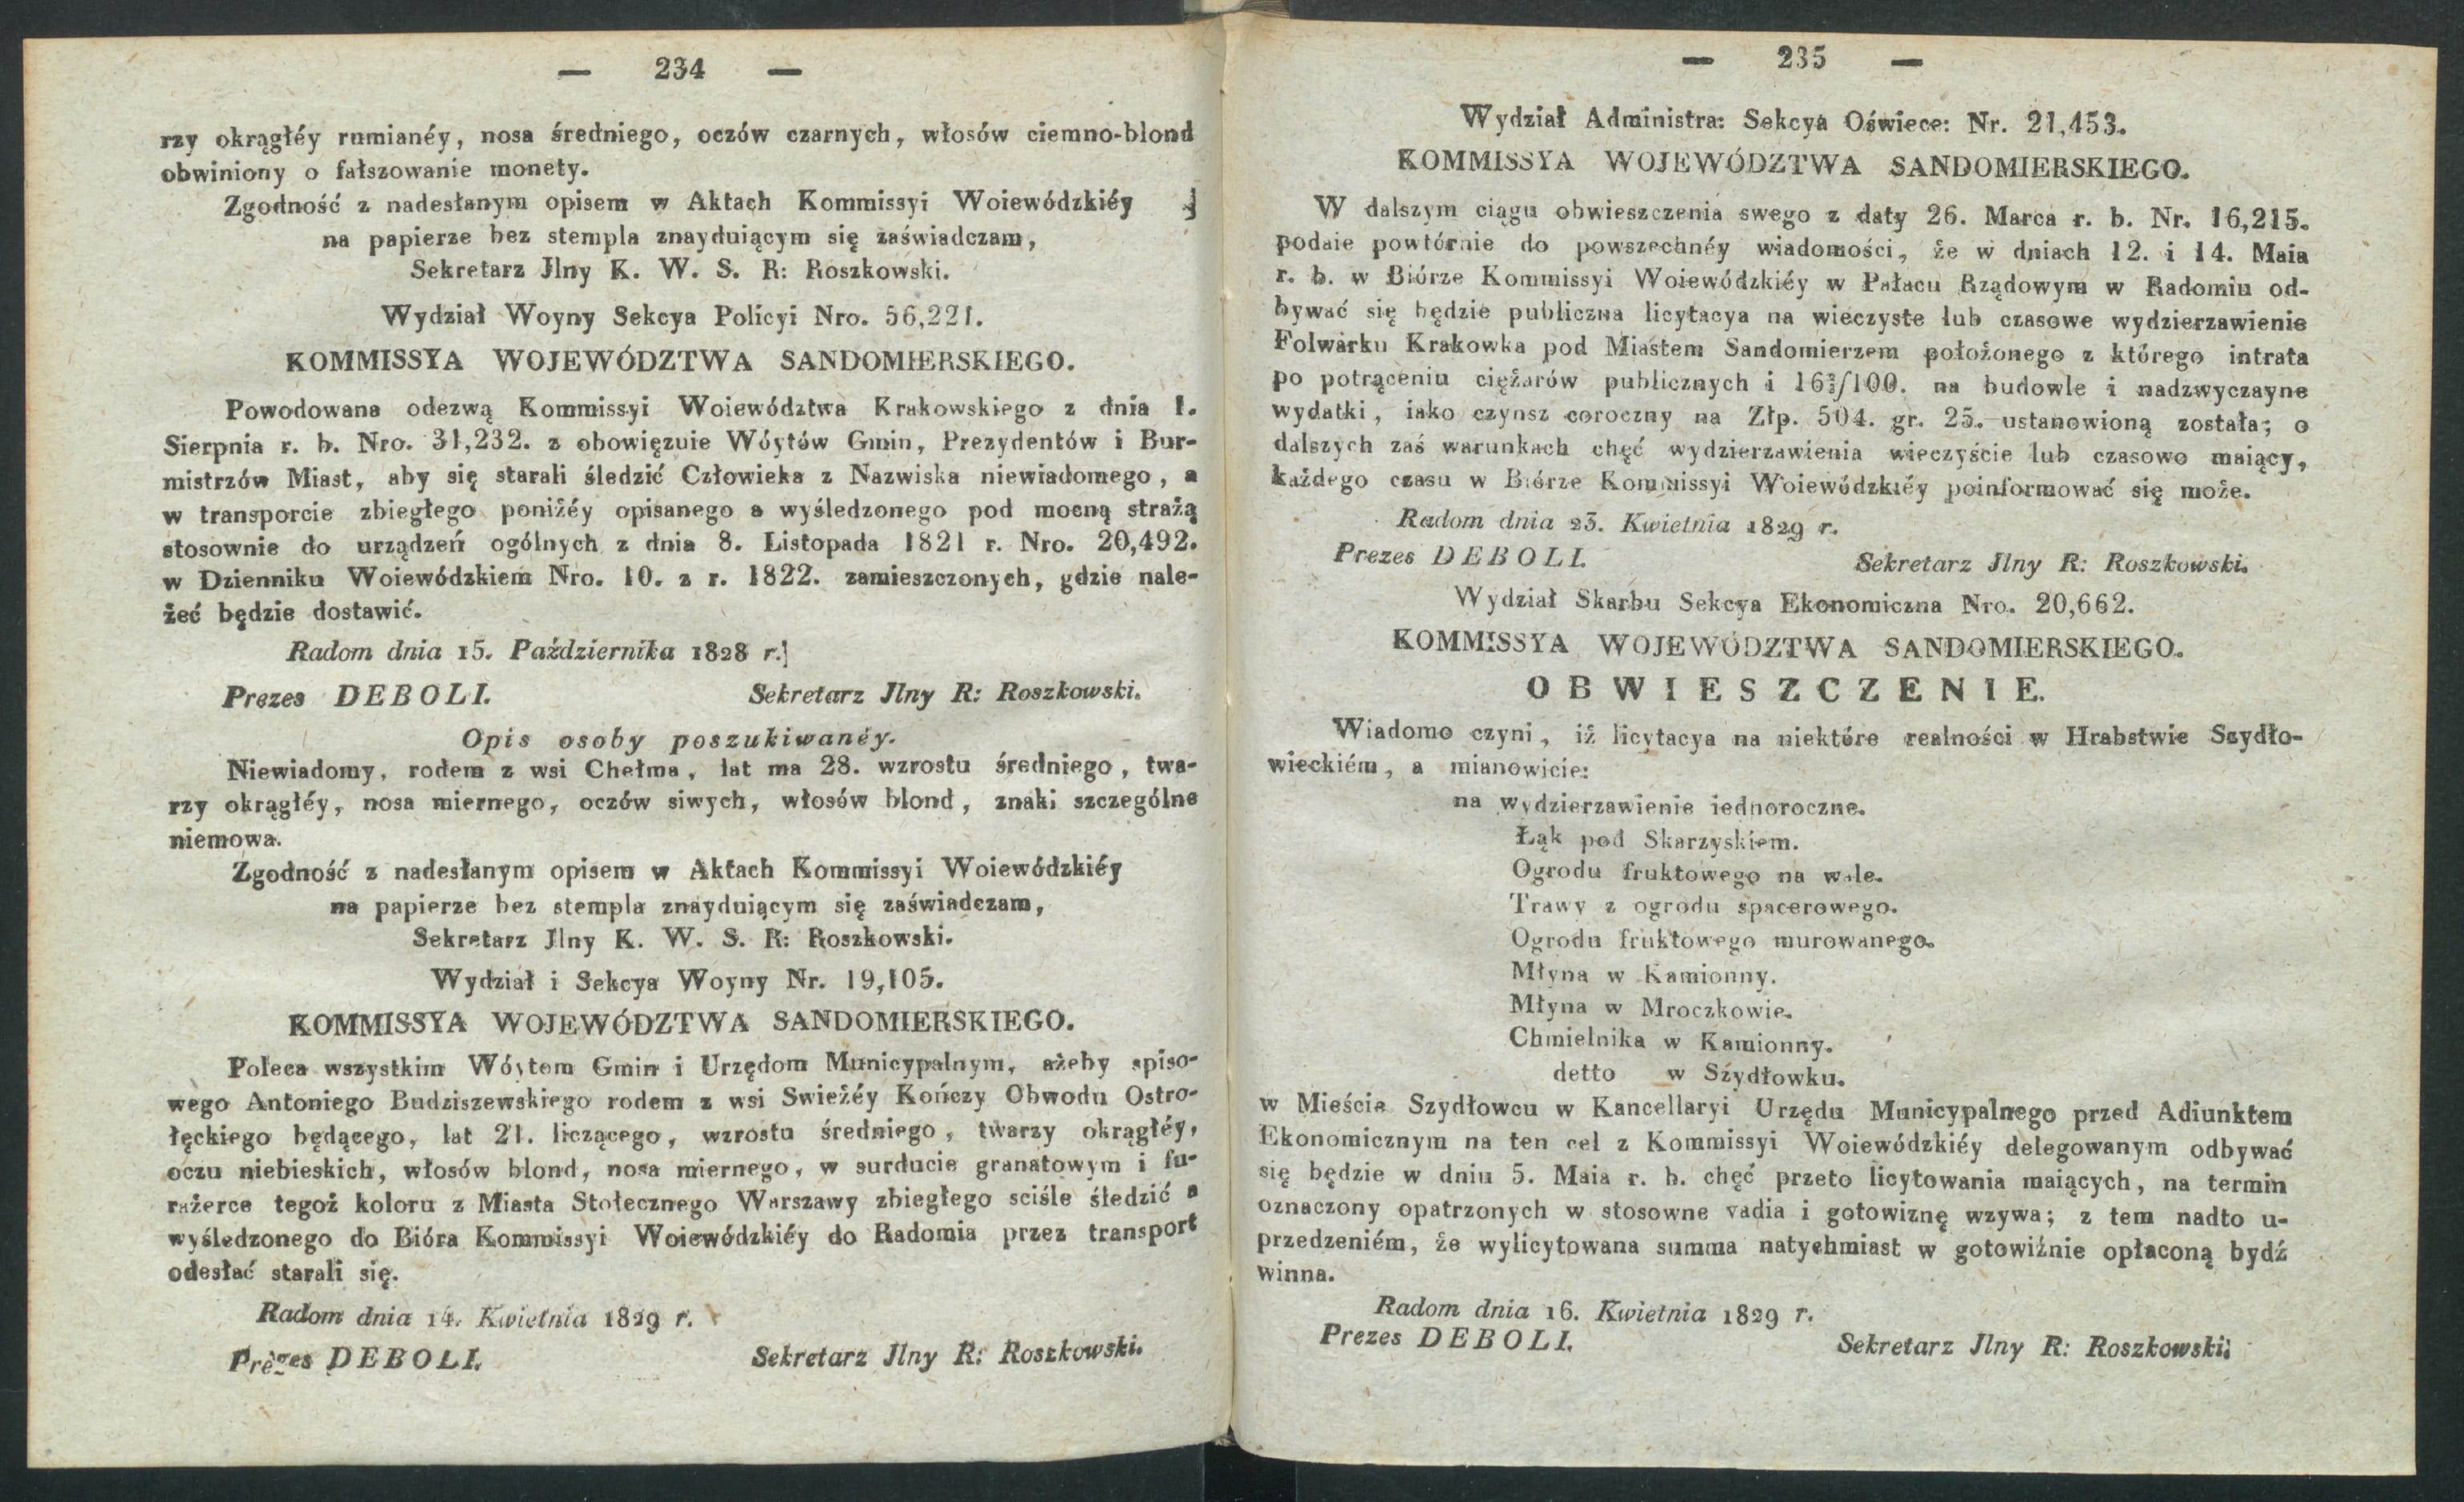 — 234 —
rzy okrągłéy rumianéy, nosa średniego, oczów czarnych, włosów ciemno-blond
obwiniony o fałszowanie monety.
Zgodność z nadesłanym opisem w Aktach Kommissyi Woiewódzkiéy
na papierze bez stempla znayduiącym się zaświadczam,
Sekretarz Jlny K. W. S. R: Roszkowski.
Wydział Woyny Sekcya Policyi Nro. 56,221.
KOMMISSYA WOJEWÓDZTWA SANDOMIERSKIEGO.
Powodowana odezwą Kommissyi Woiewództwa Krakowskiego z dnia 1.
Sierpnia r. b. Nro. 31,232. z obowięzuie Wóytów Gmin, Prezydentów i Bur-
mistrzów Miast, aby się starali śledzić Człowieka z Nazwiska niewiadomego, a
w transporcie zbiegłego poniżéy opisanego a wyśledzonego pod mocną strażą
stosownie do urządzeń ogólnych z dnia 8. Listopada 1821 r. Nro. 20,492.
w Dzienniku Woiewódzkiem Nro. 10. z r. 1822. zamieszczonych, gdzie nale-
żeć będzie dostawić.
Radom dnia 15. Października 1828 r.
Prezes DEBOLI. Sekretarz Jlny R: Roszkowski.
Opis osoby poszukiwanéy.
Niewiadomy, rodem z wsi Chełma, lat ma 28. wzrostu średniego, twa-
rzy okrągłéy, nosa miernego, oczów siwych, włosów blond, znaki szczególne
niemowa.
Zgodność z nadesłanym opisem w Aktach Kommissyi Woiewódzkiéy
na papierze bez stempla znayduiącym się zaświadczam,
Sekretarz Jlny K. W. S. R: Roszkowski.
Wydział i Sekcya Woyny Nr. 19,105.
KOMMISSYA WOJEWÓDZTWA SANDOMIERSKIEGO.
Poleca wszystkim Wóytom Gmin i Urzędom Municypalnym, ażeby spiso-
wego Antoniego Budziszewskiego rodem z wsi Swieżéy Kończy Obwodu Ostro-
łęckiego będącego, lat 21. liczącego, wzrostu średniego, twarzy okrągłéy,
oczu niebieskich, włosów blond, nosa miernego, w surducie granatowym i fu-
rażerce tegoż koloru z Miasta Stołecznego Warszawy zbiegłego sciśle śledzić a
wyśledzonego do Bióra Kommissyi Woiewódzkiéy do Radomia przez transport
odesłać starali się.
Radom dnia 14. Kwietnia 1829 r.
Prezes DEBOLI. Sekretarz Jlny R: Roszkowski.
— 235 —
Wydział Administra: Sekcya Oświece: Nr. 21,453.
KOMMISSYA WOJEWÓDZTWA SANDOMIERSKIEGO.
W dalszym ciągu obwieszczenia swego z daty 26. Marca r. b. Nr. 16,215.
podaie powtórnie do powszechnéy wiadomości, że w dniach 12. i 14. Maia
r. b. w Biórze Kommissyi Woiewódzkiéy w Pałacu Rządowym w Radomiu od-
bywać się będzie publiczna licytacya na wieczyste lub czasowe wydzierzawienie
Folwarku Krakowka pod Miastem Sandomierzem położonego z którego intrata
po potrąceniu ciężarów publicznych i 16⅔/100. na budowle i nadzwyczayne
wydatki, iako czynsz coroczny na Złp. 504. gr. 25. ustanowioną została; o
dalszych zaś warunkach chęć wydzierzawienia wieczyście lub czasowo maiący,
każdego czasu w Biórze Kommissyi Woiewódzkiéy poinformować się może.
Radom dnia 23. Kwietnia 1829 r.
Prezes DEBOLI. Sekretarz Jlny R: Roszkowski.
Wydział Skarbu Sekcya Ekonomiczna Nro. 20,662.
KOMMISSYA WOJEWÓDZTWA SANDOMIERSKIEGO.
OBWIESZCZENIE.
Wiadomo czyni, iż licytacya na niektóre realności w Hrabstwie Szydło-
wieckiém, a mianowicie:
na wydzierzawienie iednoroczne.
Łąk pod Skarzyskiem.
Ogrodu fruktowego na wale.
Trawy z ogrodu spacerowego.
Ogrodu fruktowego murowanego.
Młyna w Kamionny.
Młyna w Mroczkowie.
Chmielnika w Kamionny.
detto w Szydłowku.
w Mieście Szydłowcu w Kancellaryi Urzędu Municypalnego przed Adiunktem
Ekonomicznym na ten cel z Kommissyi Woiewódzkiéy delegowanym odbywać
się będzie w dniu 5. Maia r. b. chęć przeto licytowania maiących, na termin
oznaczony opatrzonych w stosowne vadia i gotowiznę wzywa; z tem nadto u-
przedzeniém, że wylicytowana summa natychmiast w gotowiźnie opłaconą bydź
winna.
Radom dnia 16. Kwietnia 1829 r.
Prezes DEBOLI. Sekretarz Jlny R: Roszkowski.